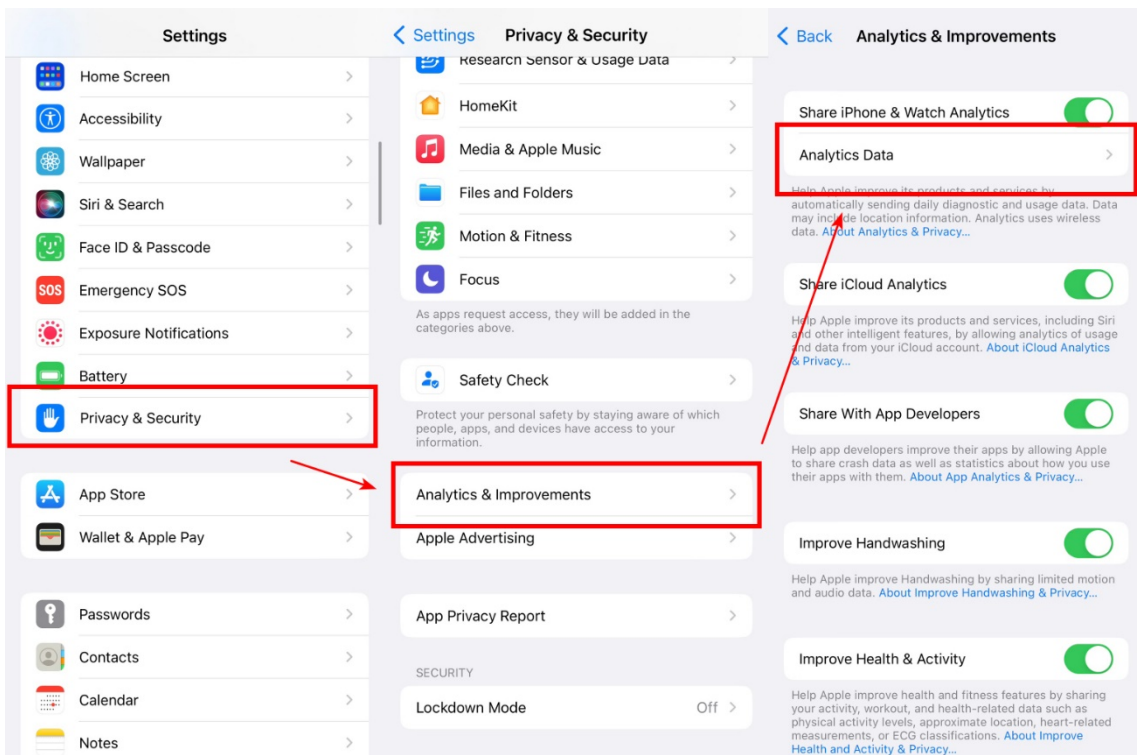 Settings
Home Screen
Accessibility
Wallpaper
Siri & Search
Face ID & Passcode
SOS
Emergency SOS
Exposure Notifications
Battery
Privacy & Security
App Store
Wallet & Apple Pay
Passwords
Contacts
Calendar
Notes
Settings
Privacy & Security
Research Sensor & Usage Data
HomeKit
Media & Apple Music
Files and Folders
Motion & Fitness
Focus
As apps request access, they will be added in the
categories above.
Safety Check
Protect your personal safety by staying aware of which
people, apps, and devices have access to your
information.
Analytics & Improvements
Apple Advertising
App Privacy Report
SECURITY
Lockdown Mode
Off
Back
Analytics & Improvements
Share iPhone & Watch Analytics
Analytics Data
Help Apple improve its products and services by
automatically sending daily diagnostic and usage data. Data
may include location information. Analytics uses wireless
data. About Analytics & Privacy...
Share iCloud Analytics
Help Apple improve its products and services, including Siri
and other intelligent features, by allowing analytics of usage
and data from your iCloud account. About iCloud Analytics
& Privacy...
Share With App Developers
Help app developers improve their apps by allowing Apple
to share crash data as well as statistics about how you use
their apps with them. About App Analytics & Privacy...
Improve Handwashing
Help Apple improve Handwashing by sharing limited motion
and audio data. About Improve Handwashing & Privacy...
Improve Health & Activity
Help Apple improve health and fitness features by sharing
your activity, workout, and health-related data such as
physical activity levels, approximate location, heart-related
measurements, or ECG classifications. About Improve
Health and Activity & Privacy...